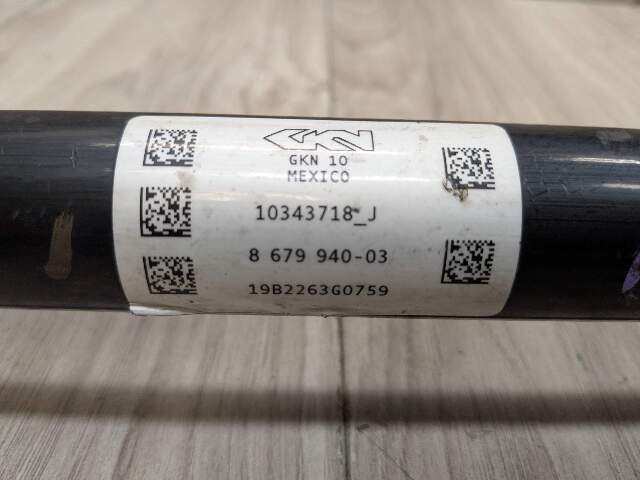 GKN
GKN 10
MEXICO
10343718_J
8 679 940-03
19B2263G0759